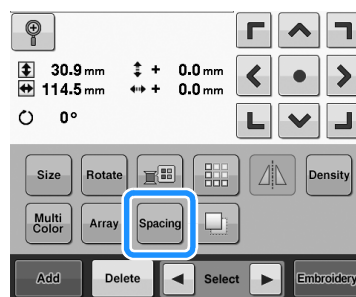 30.9 mm + 0.0 mm
114.5 mm + 0.0 mm
0°
Size Rotate Density
Multi Color Array Spacing
Add Delete Select Embroidery